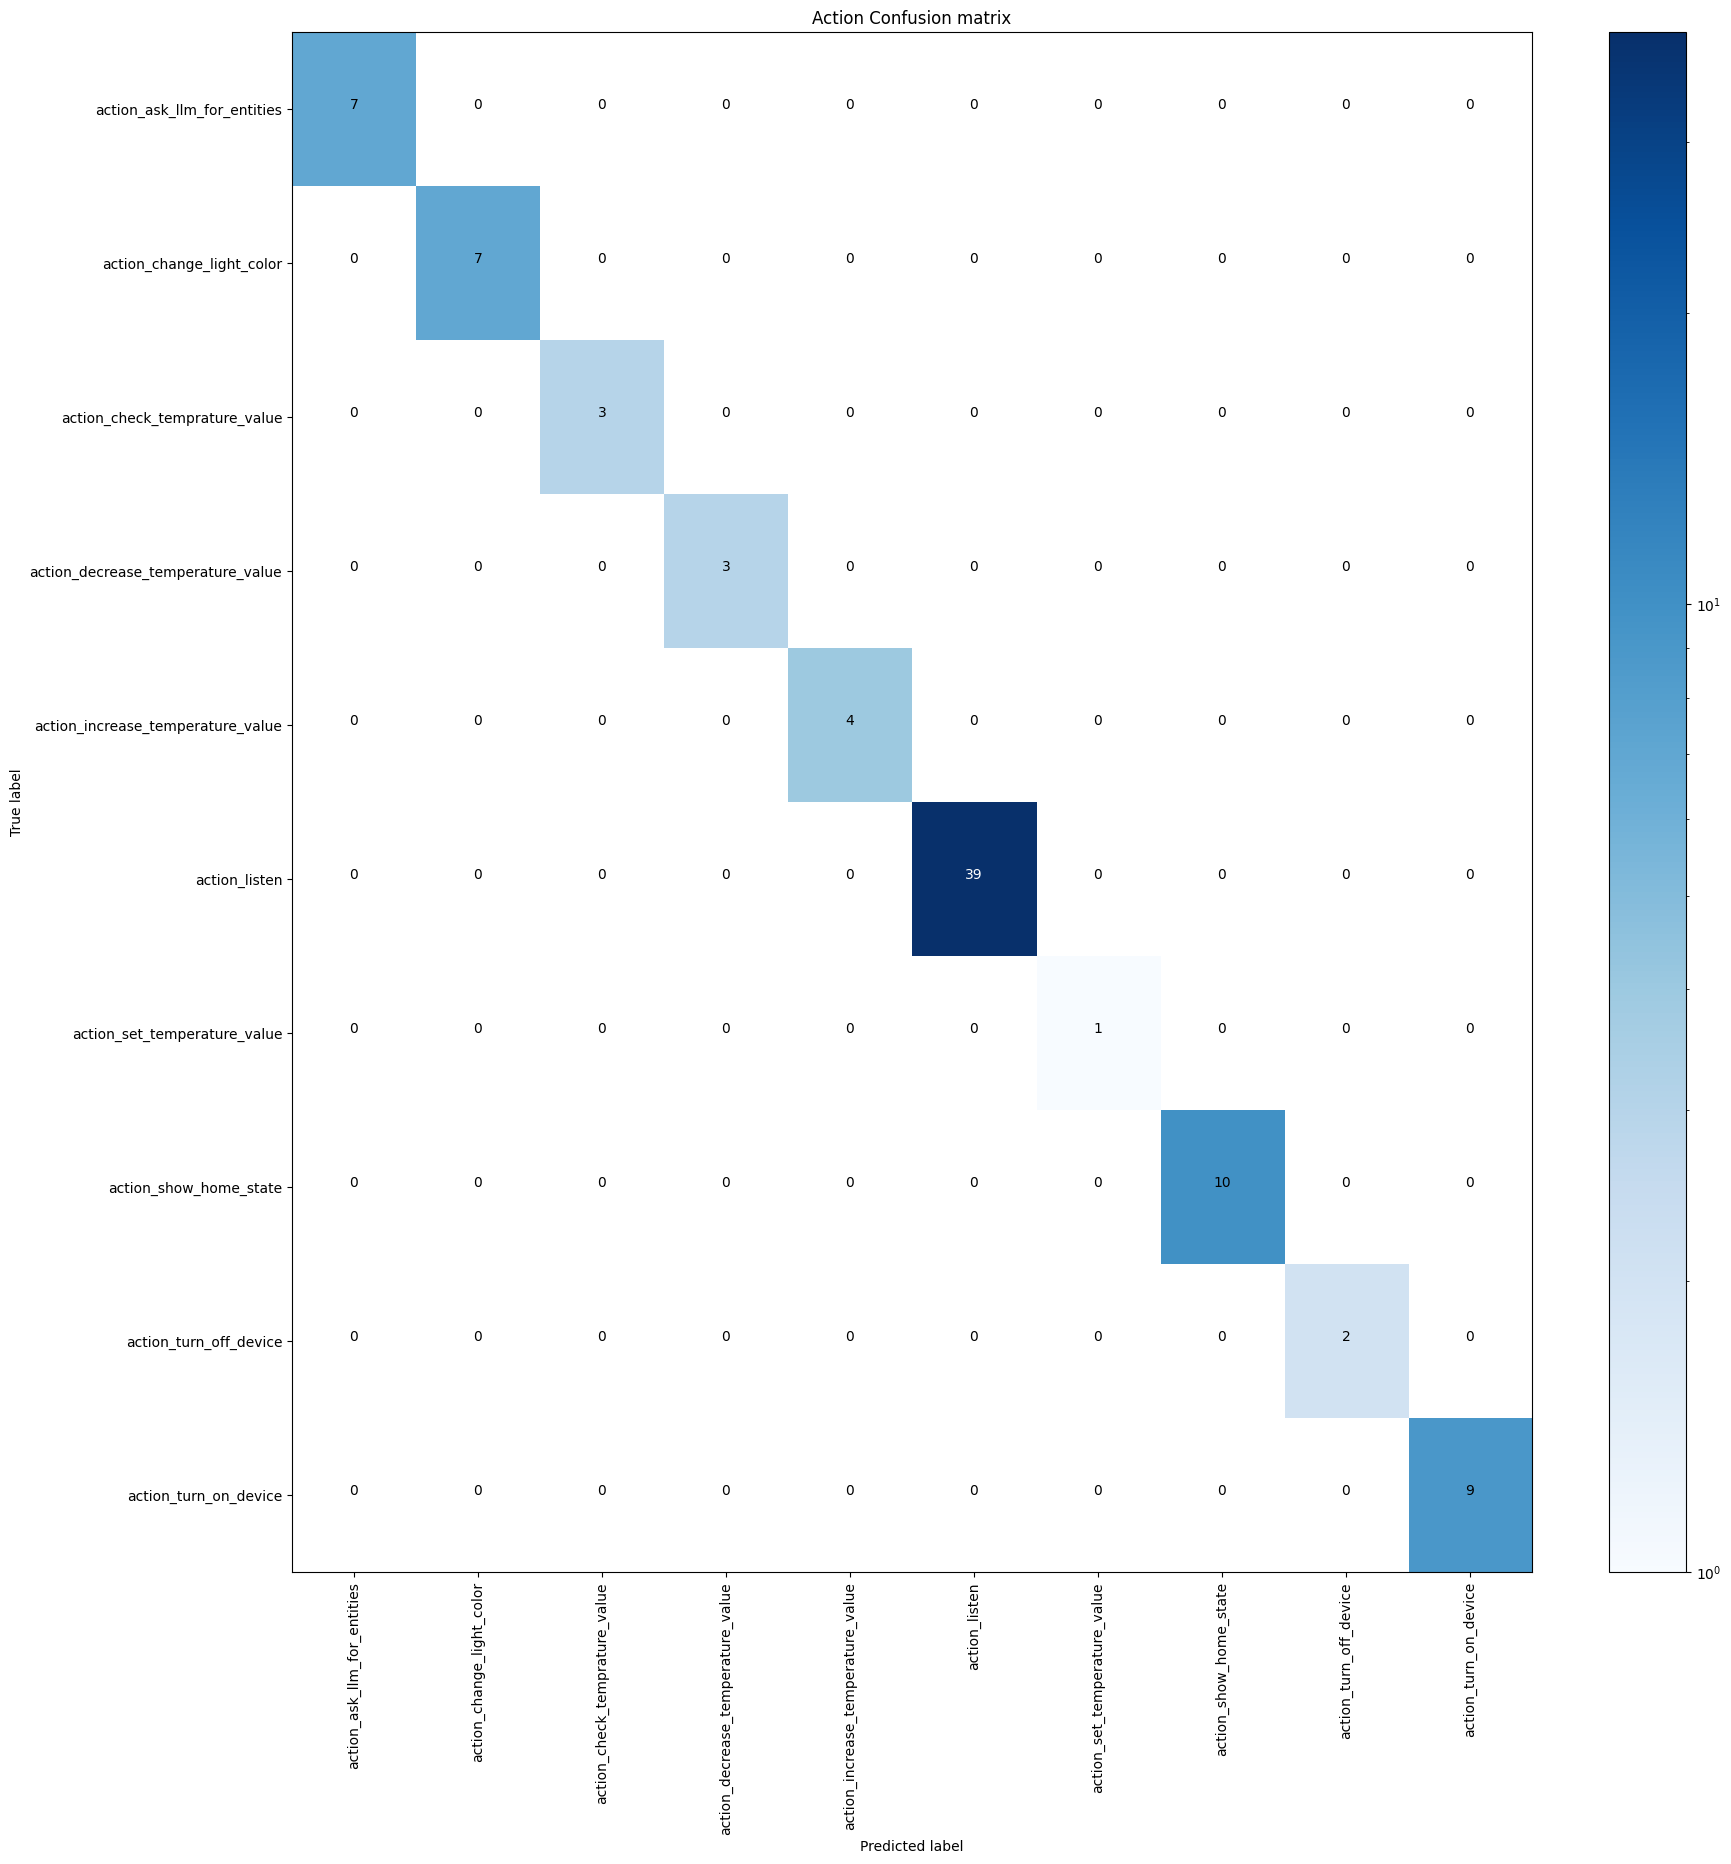 Action Confusion matrix
action_ask_llm_for_entities 7 0 0 0 0 0 0 0 0 0
action_change_light_color 0 7 0 0 0 0 0 0 0 0
action_check_temprature_value 0 0 3 0 0 0 0 0 0 0
action_decrease_temperature_value 0 0 0 3 0 0 0 0 0 0
action_increase_temperature_value 0 0 0 0 4 0 0 0 0 0
action_listen 0 0 0 0 0 39 0 0 0 0
action_set_temperature_value 0 0 0 0 0 0 1 0 0 0
action_show_home_state 0 0 0 0 0 0 0 10 0 0
action_turn_off_device 0 0 0 0 0 0 0 0 2 0
action_turn_on_device 0 0 0 0 0 0 0 0 0 9
True label
action_ask_llm_for_entities
action_change_light_color
action_check_temprature_value
action_decrease_temperature_value
action_increase_temperature_value
action_listen
action_set_temperature_value
action_show_home_state
action_turn_off_device
action_turn_on_device
Predicted label
10¹
10⁰